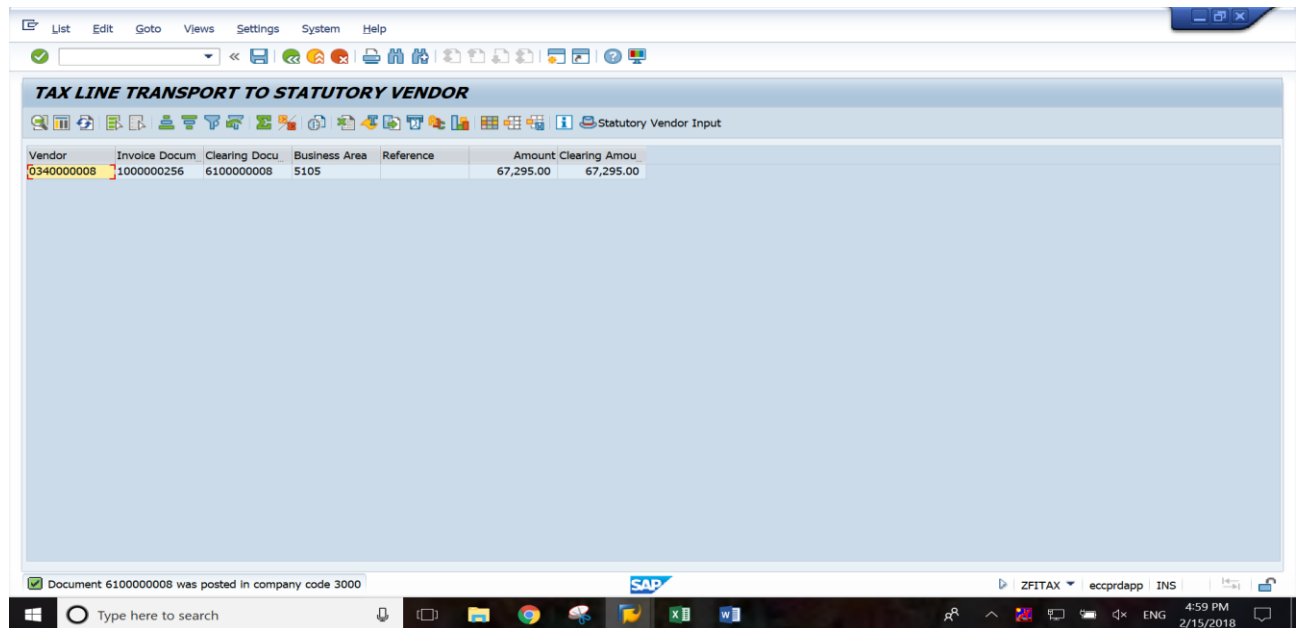 List Edit Goto Views Settings System Help
TAX LINE TRANSPORT TO STATUTORY VENDOR
Statutory Vendor Input
Vendor Invoice Docum Clearing Docu_ Business Area Reference Amount Clearing Amou_
0340000008 1000000256 6100000008 5105 67,295.00 67,295.00
Document 6100000008 was posted in company code 3000
SAP
ZFITAX eccprdapp INS
Type here to search
ENG
4:59 PM
2/15/2018